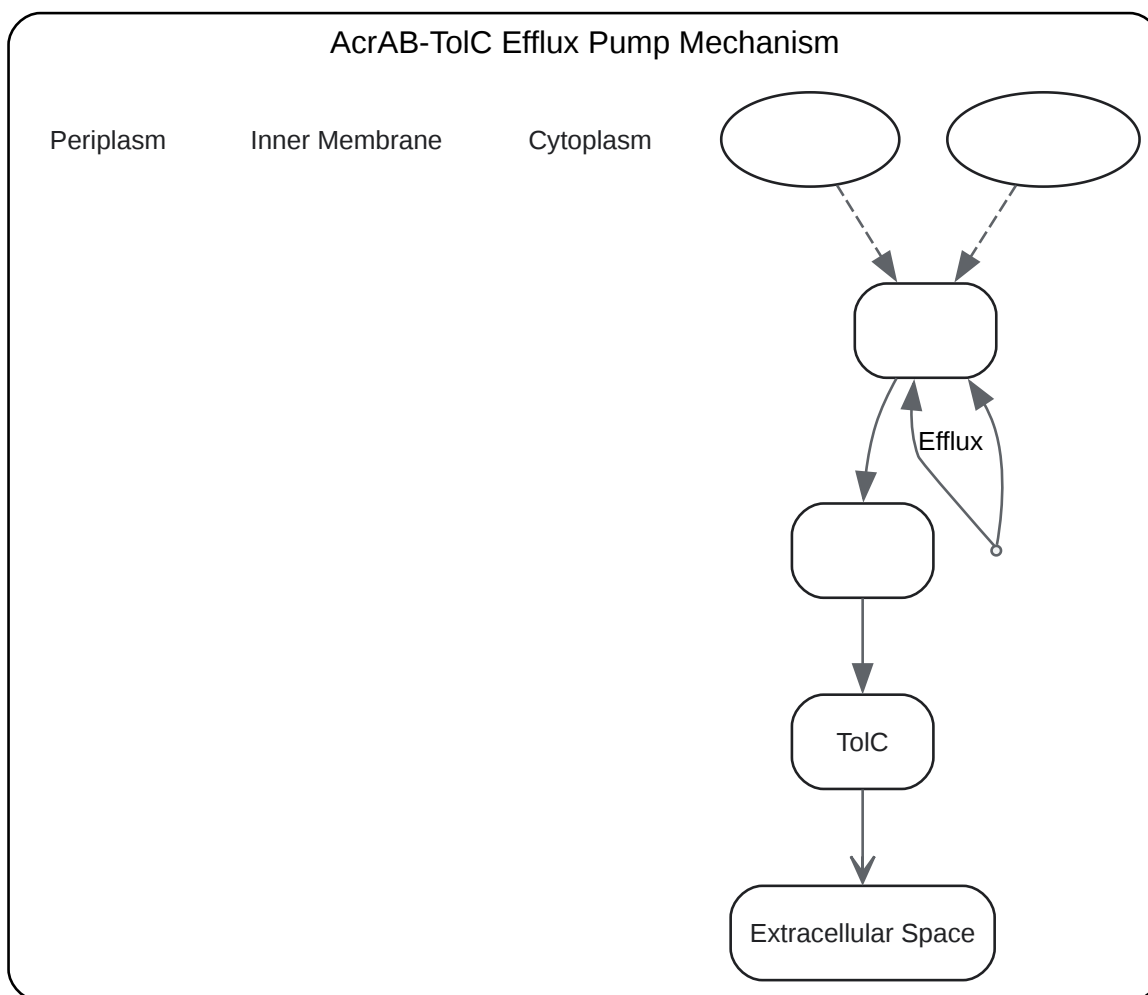 AcrAB-TolC Efflux Pump Mechanism
Periplasm
Inner Membrane
Cytoplasm
Efflux
TolC
Extracellular Space